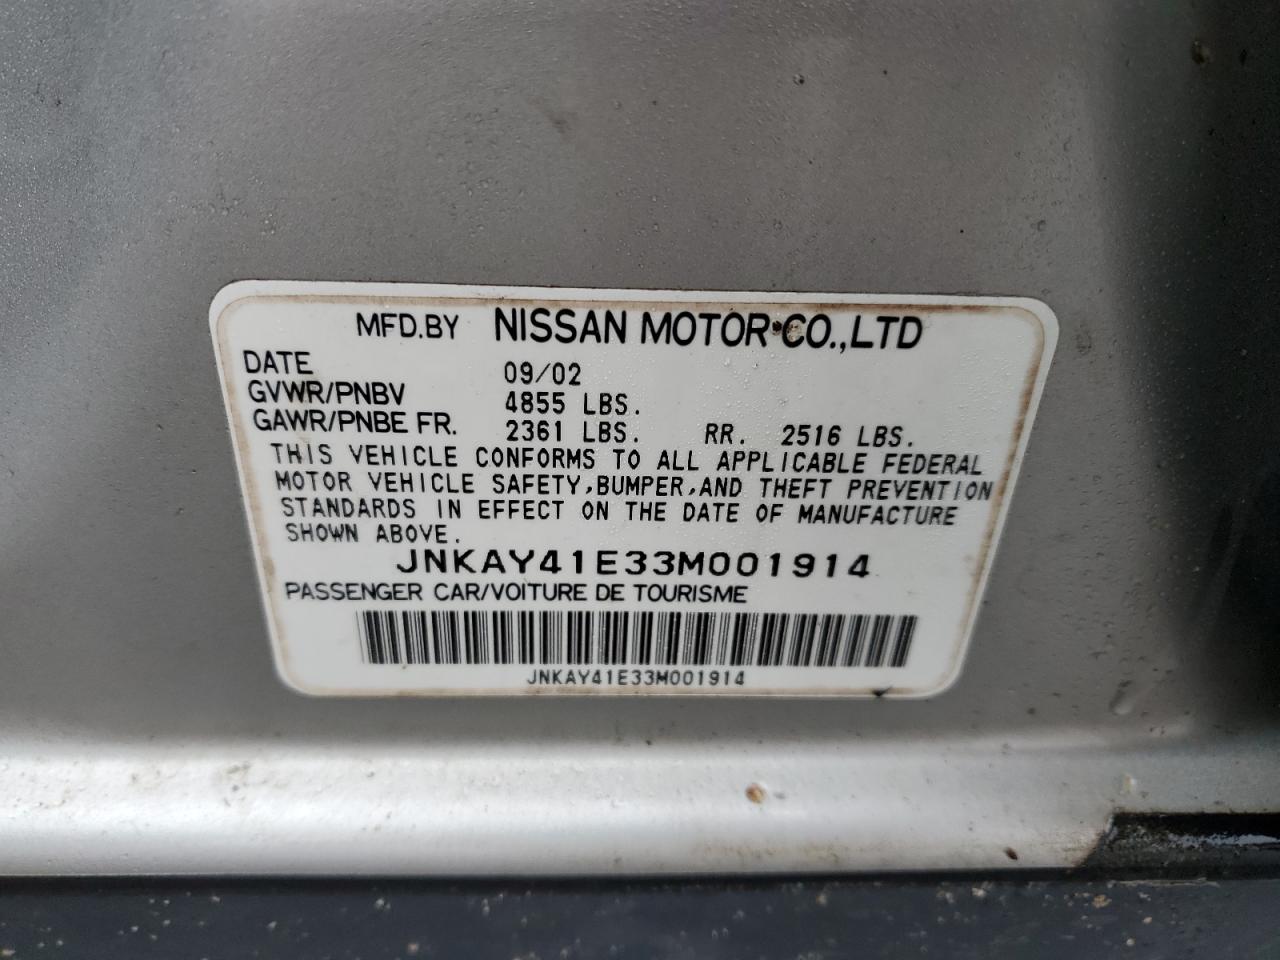 MFD.BY NISSAN MOTOR CO.,LTD
DATE 09/02
GVWR/PNBV 4855 LBS.
GAWR/PNBE FR. 2361 LBS. RR. 2516 LBS.
THIS VEHICLE CONFORMS TO ALL APPLICABLE FEDERAL
MOTOR VEHICLE SAFETY,BUMPER,AND THEFT PREVENTION
STANDARDS IN EFFECT ON THE DATE OF MANUFACTURE
SHOWN ABOVE.
JNKAY41E33M001914
PASSENGER CAR/VOITURE DE TOURISME
JNKAY41E33M001914